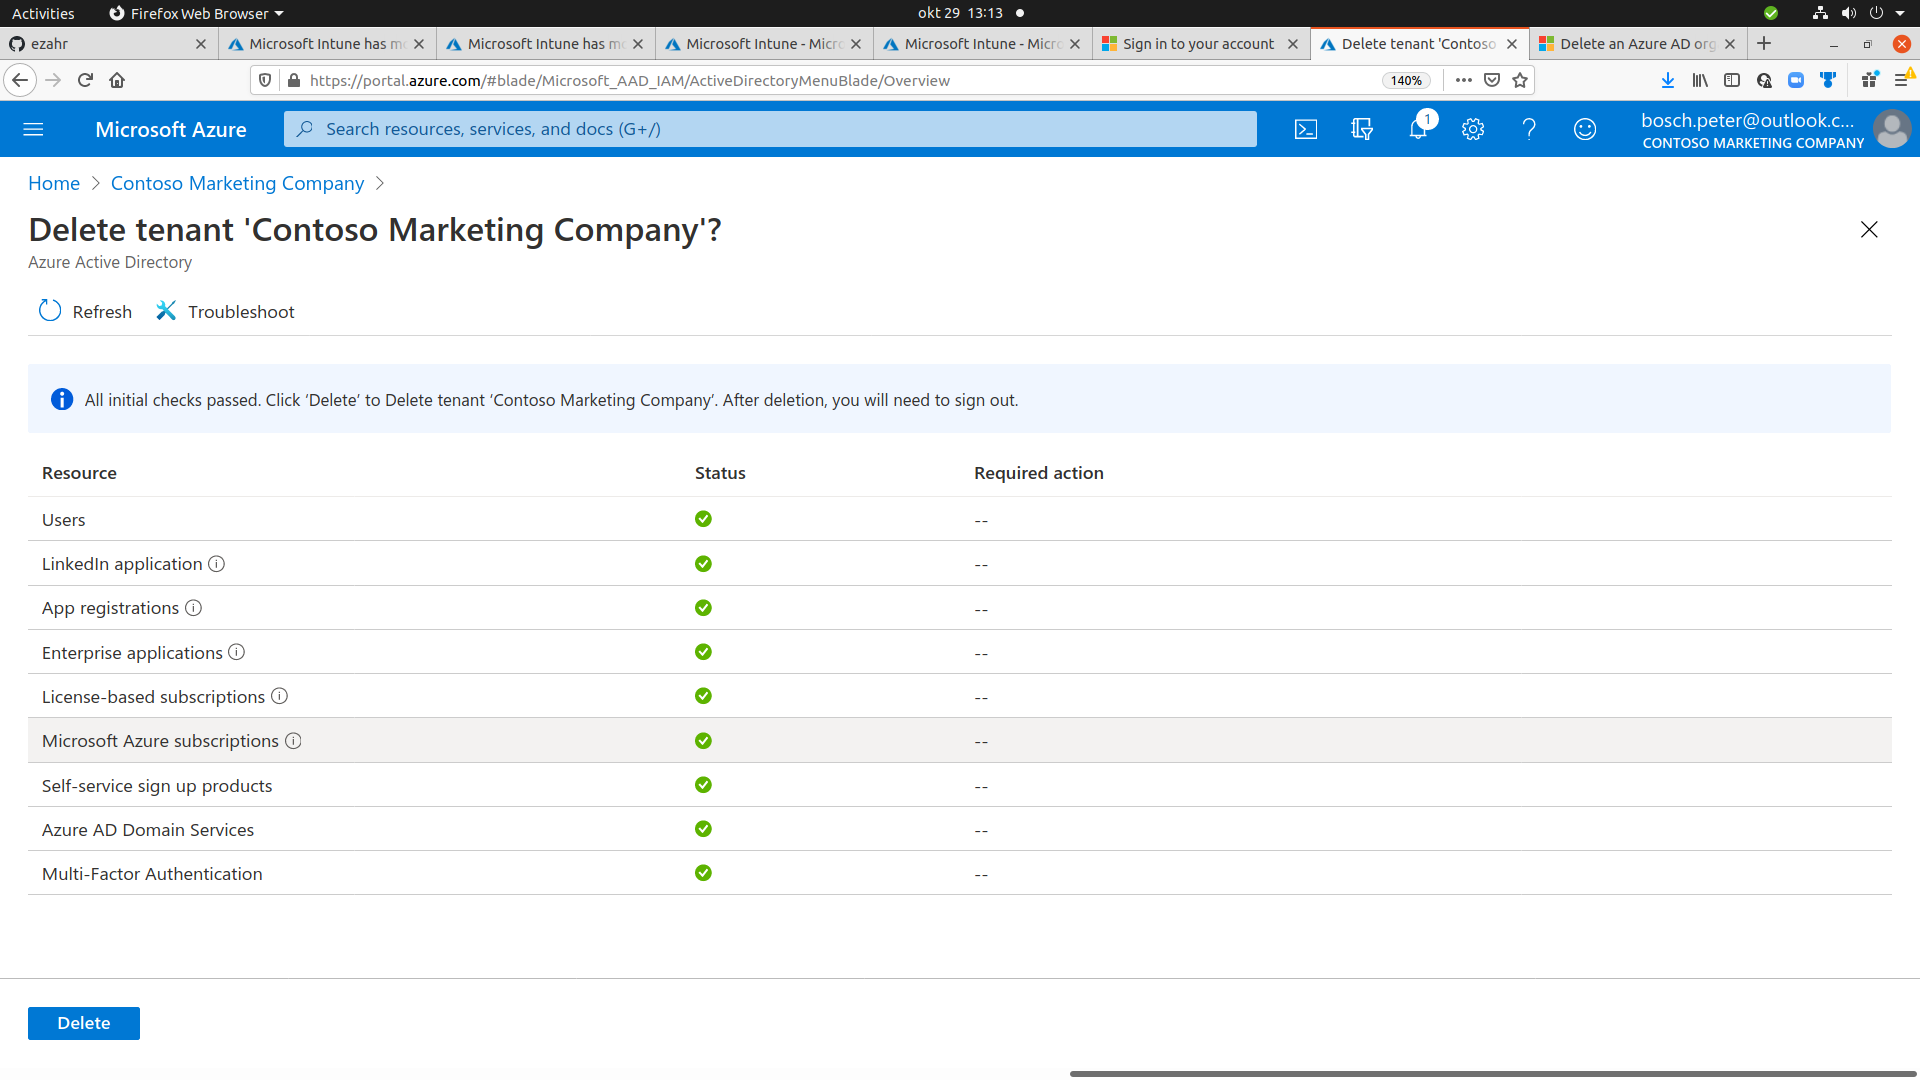 Activities
Firefox Web Browser
okt 29 13:13
ezahr
Microsoft Intune has mo
Microsoft Intune has mo
Microsoft Intune - Micro
Microsoft Intune - Micro
Sign in to your account
Delete tenant 'Contoso
Delete an Azure AD org
https://portal.azure.com/#blade/Microsoft_AAD_IAM/ActiveDirectoryMenuBlade/Overview
140%
Microsoft Azure
Search resources, services, and docs (G+/)
1
bosch.peter@outlook.c...
CONTOSO MARKETING COMPANY
Home > Contoso Marketing Company >
Delete tenant 'Contoso Marketing Company'?
Azure Active Directory
Refresh
Troubleshoot
All initial checks passed. Click ‘Delete’ to Delete tenant ‘Contoso Marketing Company’. After deletion, you will need to sign out.
Resource Status Required action
Users --
LinkedIn application --
App registrations --
Enterprise applications --
License-based subscriptions --
Microsoft Azure subscriptions --
Self-service sign up products --
Azure AD Domain Services --
Multi-Factor Authentication --
Delete